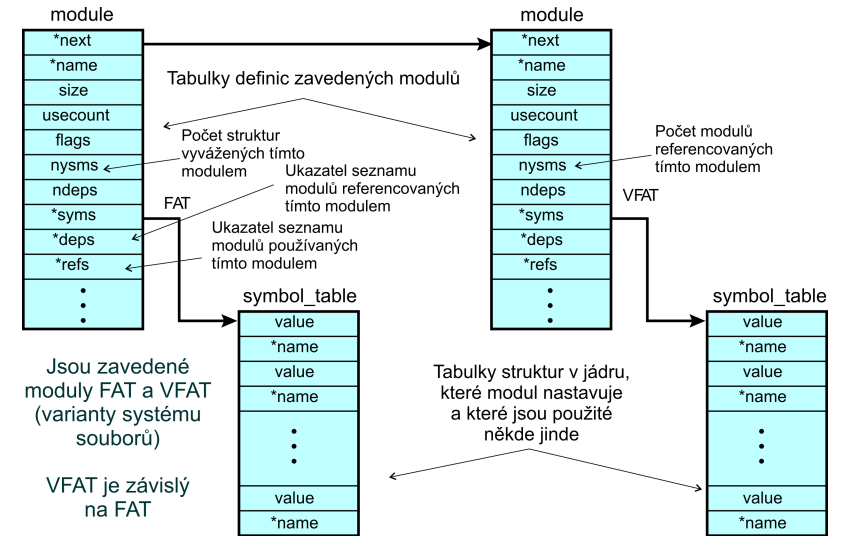 module
*next
*name
size
usecount
flags
nysms
ndeps
*syms
*deps
*refs
Tabulky definic zavedených modulů
Počet struktur
vyvážených tímto
modulem
Ukazatel seznamu
modulů referencovaných
tímto modulem
FAT
Ukazatel seznamu
modulů používaných
tímto modulem
module
*next
*name
size
usecount
flags
nysms
ndeps
*syms
*deps
*refs
Počet modulů
referencovaných
tímto modulem
VFAT
symbol_table
value
*name
value
*name
value
*name
symbol_table
value
*name
value
*name
value
*name
Jsou zavedené
moduly FAT a VFAT
(varianty systému
souborů)
VFAT je závislý
na FAT
Tabulky struktur v jádru,
které modul nastavuje
a které jsou použité
někde jinde